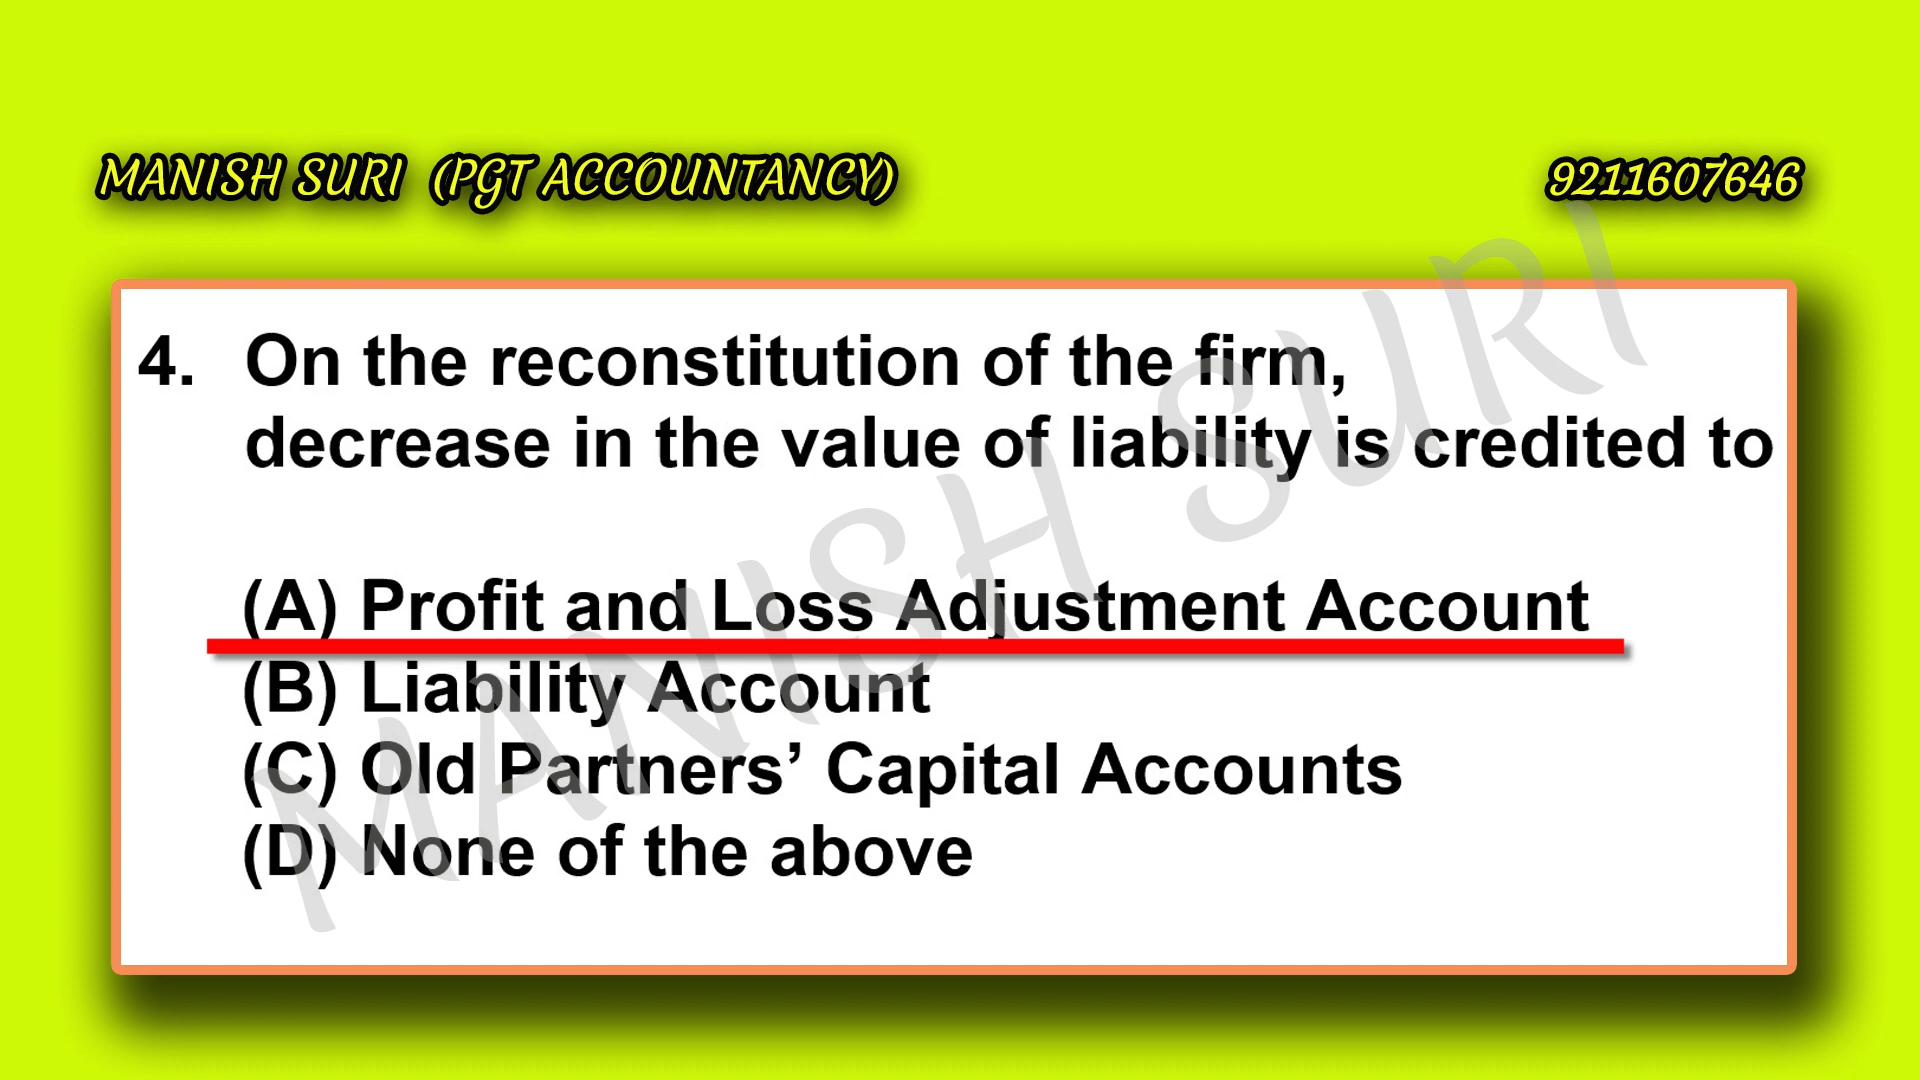 MANISH SURI (PGT ACCOUNTANCY) 9211607646
4. On the reconstitution of the firm,
decrease in the value of liability is credited to
(A) Profit and Loss Adjustment Account
(B) Liability Account
(C) Old Partners’ Capital Accounts
(D) None of the above
MANISH SURI